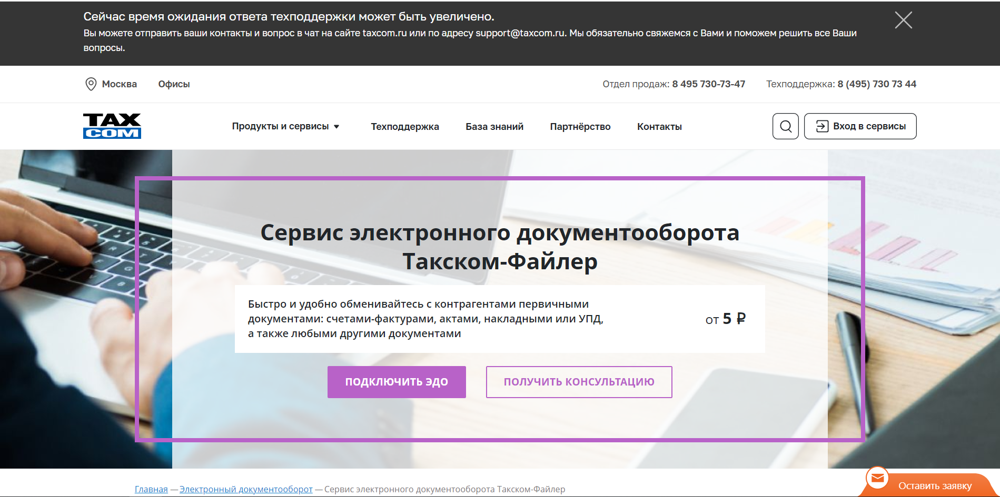 Сейчас время ожидания ответа техподдержки может быть увеличено.
Вы можете отправить ваши контакты и вопрос в чат на сайте taxcom.ru или по адресу support@taxcom.ru. Мы обязательно свяжемся с Вами и поможем решить все Ваши
вопросы.
Москва Офисы Отдел продаж: 8 495 730-73-47 Техподдержка: 8 (495) 730 73 44
TAX
COM
Продукты и сервисы Техподдержка База знаний Партнёрство Контакты Вход в сервисы
Сервис электронного документооборота
Такском-Файлер
Быстро и удобно обменивайтесь с контрагентами первичными
документами: счетами-фактурами, актами, накладными или УПД,
а также любыми другими документами
от 5 ₽
ПОДКЛЮЧИТЬ ЭДО ПОЛУЧИТЬ КОНСУЛЬТАЦИЮ
Главная — Электронный документооборот — Сервис электронного документооборота Такском-Файлер
Оставить заявку